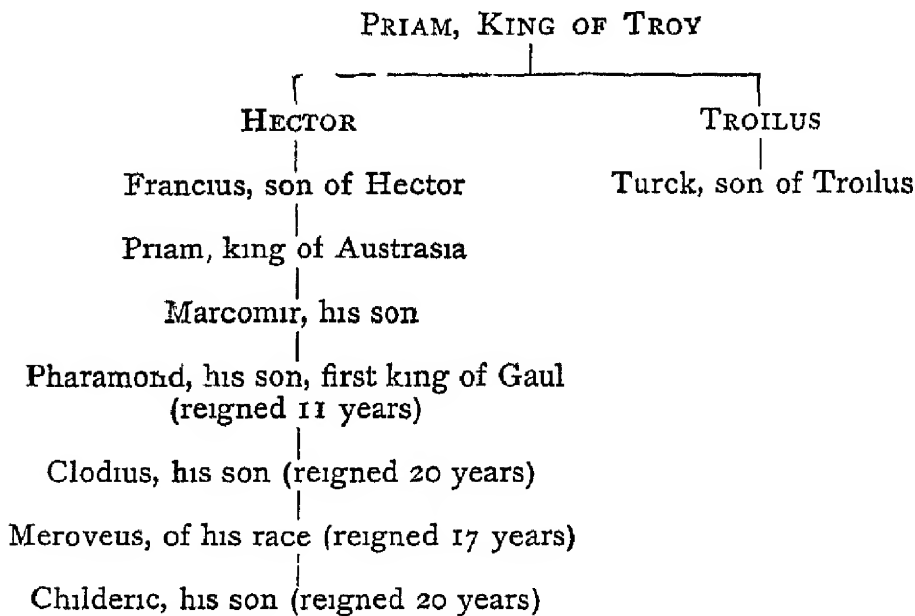 PRIAM, KING OF TROY
HECTOR TROILUS
Francius, son of Hector Turck, son of Troilus
Priam, king of Austrasia
Marcomir, his son
Pharamond, his son, first king of Gaul
(reigned 11 years)
Clodius, his son (reigned 20 years)
Meroveus, of his race (reigned 17 years)
Childeric, his son (reigned 20 years)